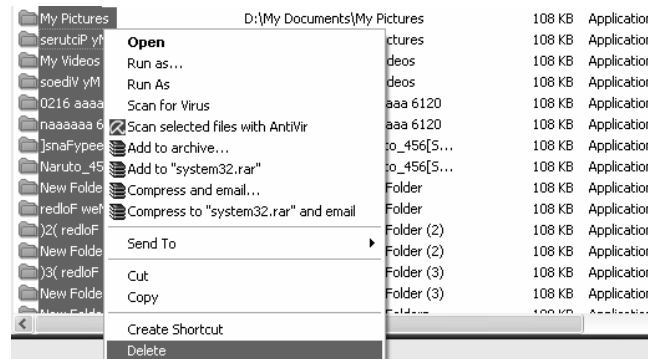 My Pictures D:\My Documents\My Pictures 108 KB Application
serutciP yM ctures 108 KB Application
Open
My Videos deos 108 KB Application
Run as...
soediV yM deos 108 KB Application
Run As
0216 aaaa aaa 6120 108 KB Application
Scan for Virus
naaaaaa 6 aaa 6120 108 KB Application
Scan selected files with AntiVir
]snaFypee to_456[S... 108 KB Application
Add to archive...
Naruto_45 to_456[S... 108 KB Application
Add to "system32.rar"
New Folde Folder 108 KB Application
Compress and email...
redloF weN Folder 108 KB Application
Compress to "system32.rar" and email
)2( redloF Folder (2) 108 KB Application
Send To
New Folde Folder (2) 108 KB Application
)3( redloF Folder (3) 108 KB Application
Cut
New Folde Folder (3) 108 KB Application
Copy
Create Shortcut
Delete